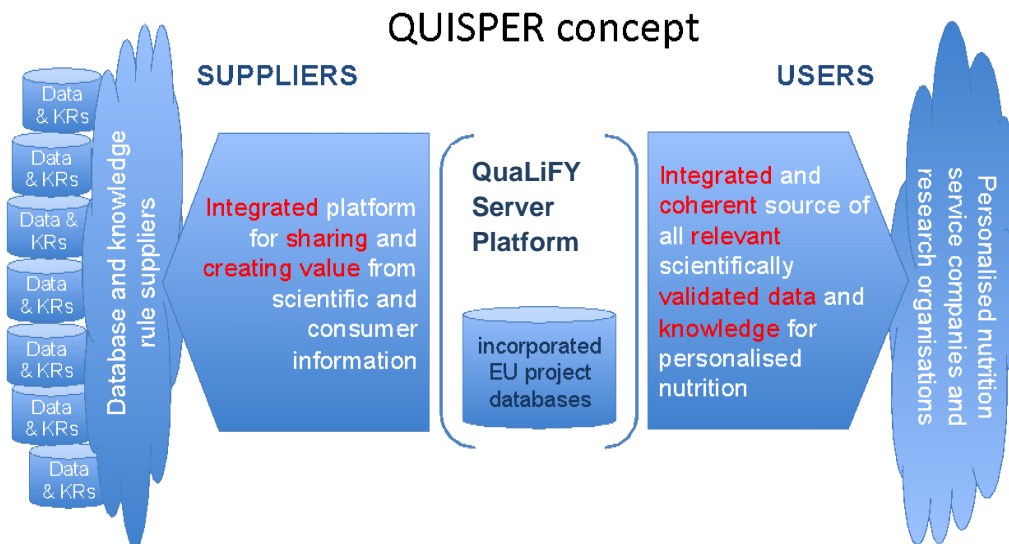 QUISPER concept
SUPPLIERS
USERS
Data
& KRs
Data
& KRs
Data &
KRs
Data
& KRs
Data
& KRs
Data
& KRs
Data
& KRs
Database and knowledge
rule suppliers
Integrated platform
for sharing and
creating value from
scientific and
consumer
information
QuaLiFY
Server
Platform
incorporated
EU project
databases
Integrated and
coherent source of
all relevant
scientifically
validated data and
knowledge for
personalised
nutrition
Personalised nutrition
service companies and
research organisations